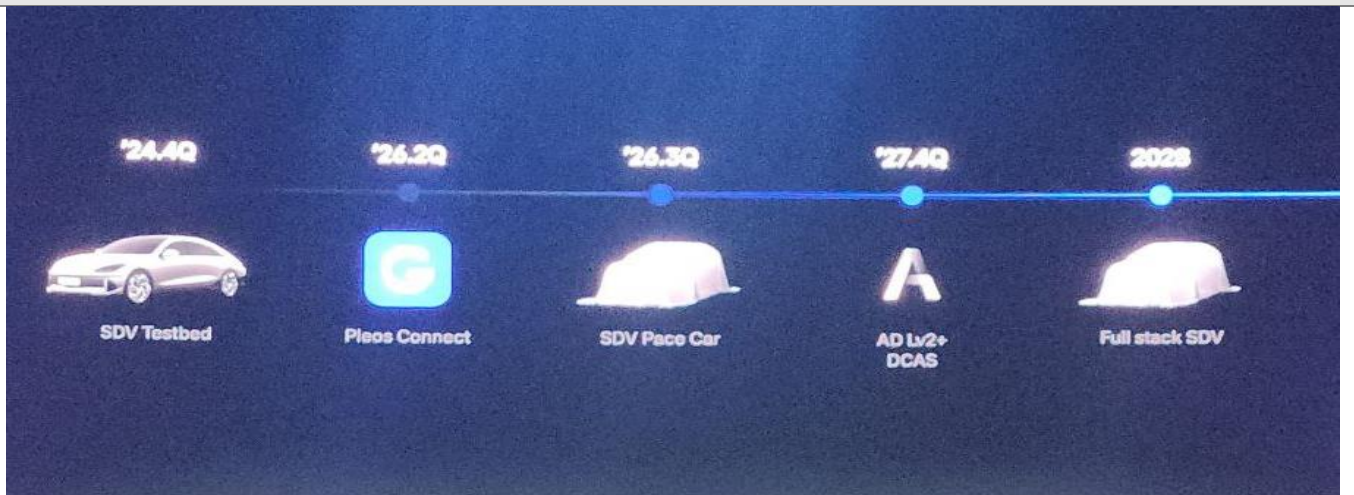 '24.4Q
'26.2Q
'26.3Q
'27.4Q
2028
SDV Testbed
Pleos Connect
SDV Pace Car
AD Lv2+
DCAS
Full stack SDV